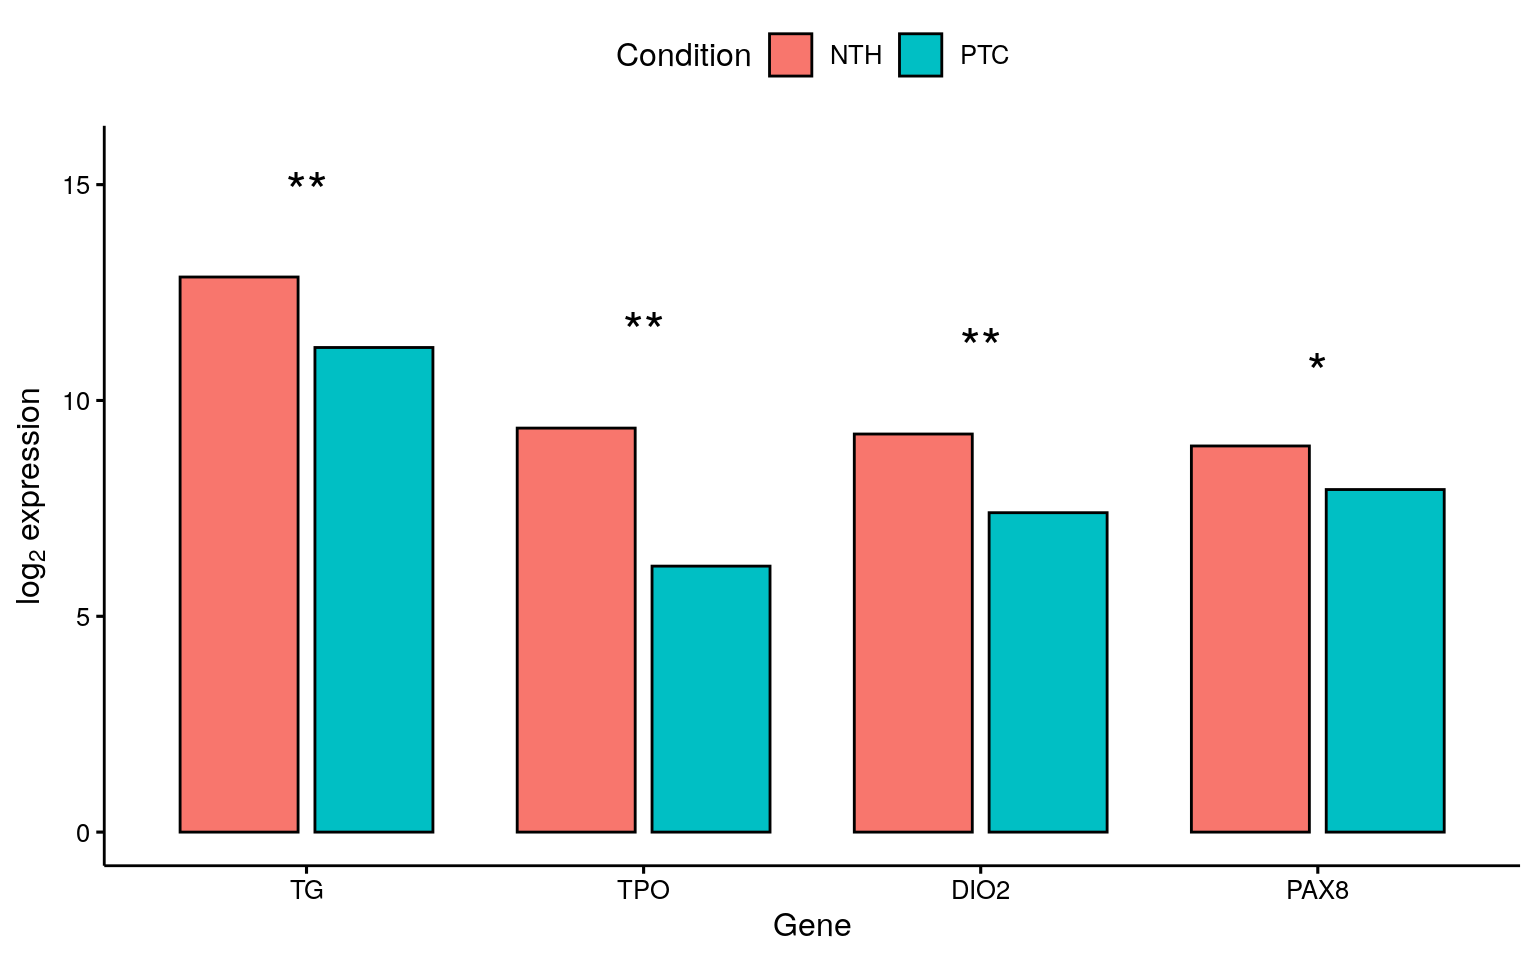 Condition NTH PTC
**
**
**
*
15
10
5
0
log₂ expression
TG TPO DIO2 PAX8
Gene